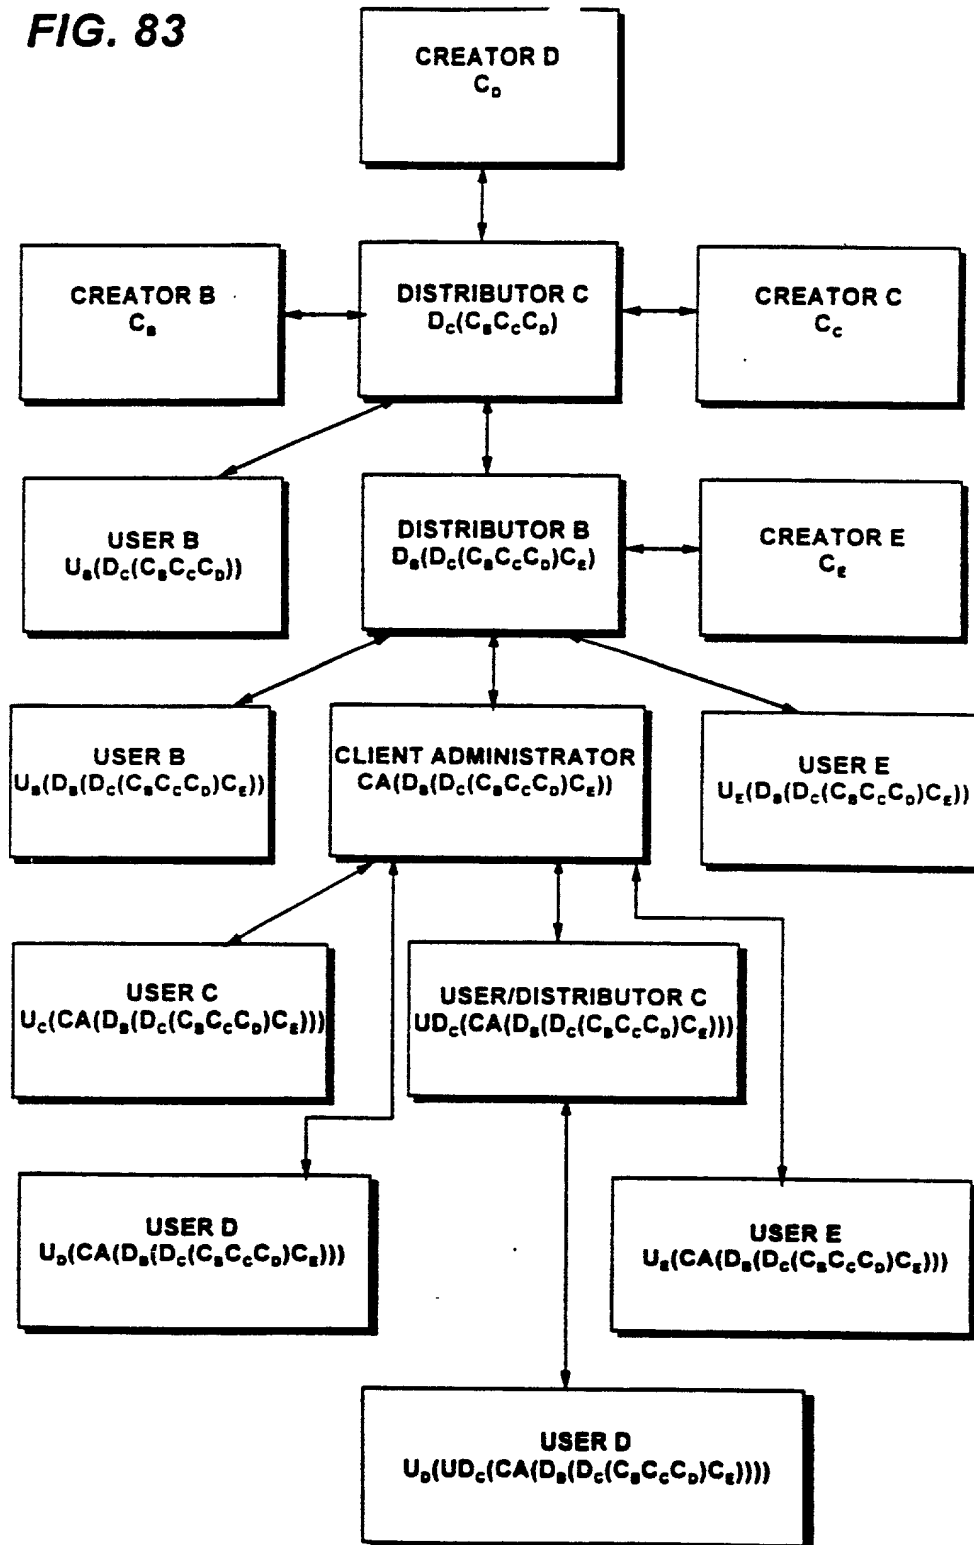 FIG. 83
CREATOR D
C_D
CREATOR B
C_B
DISTRIBUTOR C
D_C(C_BC_CC_D)
CREATOR C
C_C
USER B
U_B(D_C(C_BC_CC_D))
DISTRIBUTOR B
D_B(D_C(C_BC_CC_D)C_E)
CREATOR E
C_E
USER B
U_B(D_B(D_C(C_BC_CC_D)C_E))
CLIENT ADMINISTRATOR
CA(D_B(D_C(C_BC_CC_D)C_E))
USER E
U_E(D_B(D_C(C_BC_CC_D)C_E))
USER C
U_C(CA(D_B(D_C(C_BC_CC_D)C_E)))
USER/DISTRIBUTOR C
UD_C(CA(D_B(D_C(C_BC_CC_D)C_E)))
USER D
U_D(CA(D_B(D_C(C_BC_CC_D)C_E)))
USER E
U_E(CA(D_B(D_C(C_BC_CC_D)C_E)))
USER D
U_D(UD_C(CA(D_B(D_C(C_BC_CC_D)C_E))))